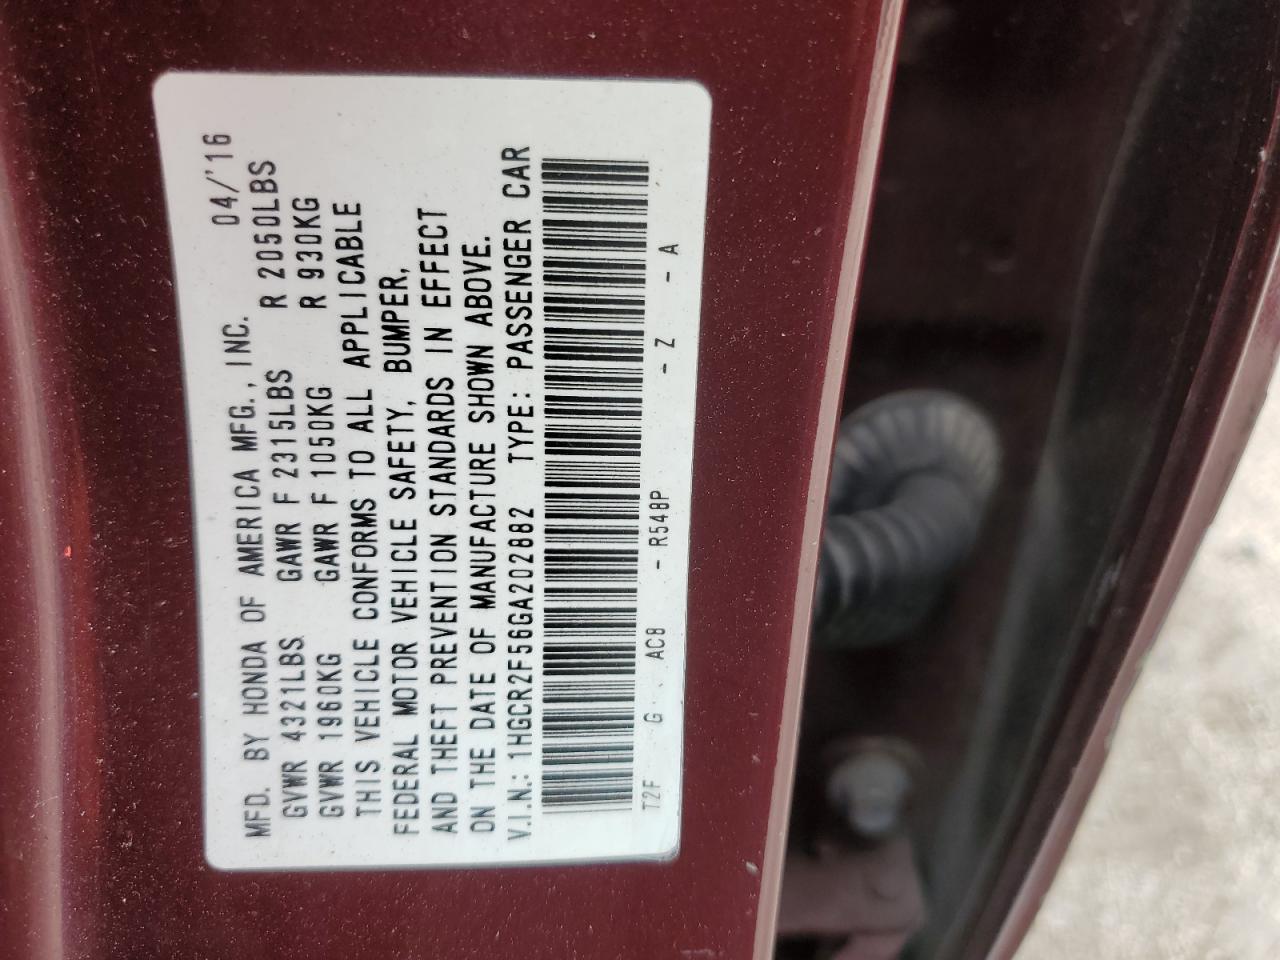 MFD. BY HONDA OF AMERICA MFG., INC. 04/'16
GVWR 4321LBS GAWR F 2315LBS R 2050LBS
GVWR 1960KG GAWR F 1050KG R 930KG
THIS VEHICLE CONFORMS TO ALL APPLICABLE
FEDERAL MOTOR VEHICLE SAFETY, BUMPER,
AND THEFT PREVENTION STANDARDS IN EFFECT
ON THE DATE OF MANUFACTURE SHOWN ABOVE.
V.I.N.: 1HGCR2F56GA202882 TYPE: PASSENGER CAR
T2F G AC8 - R548P - Z - A